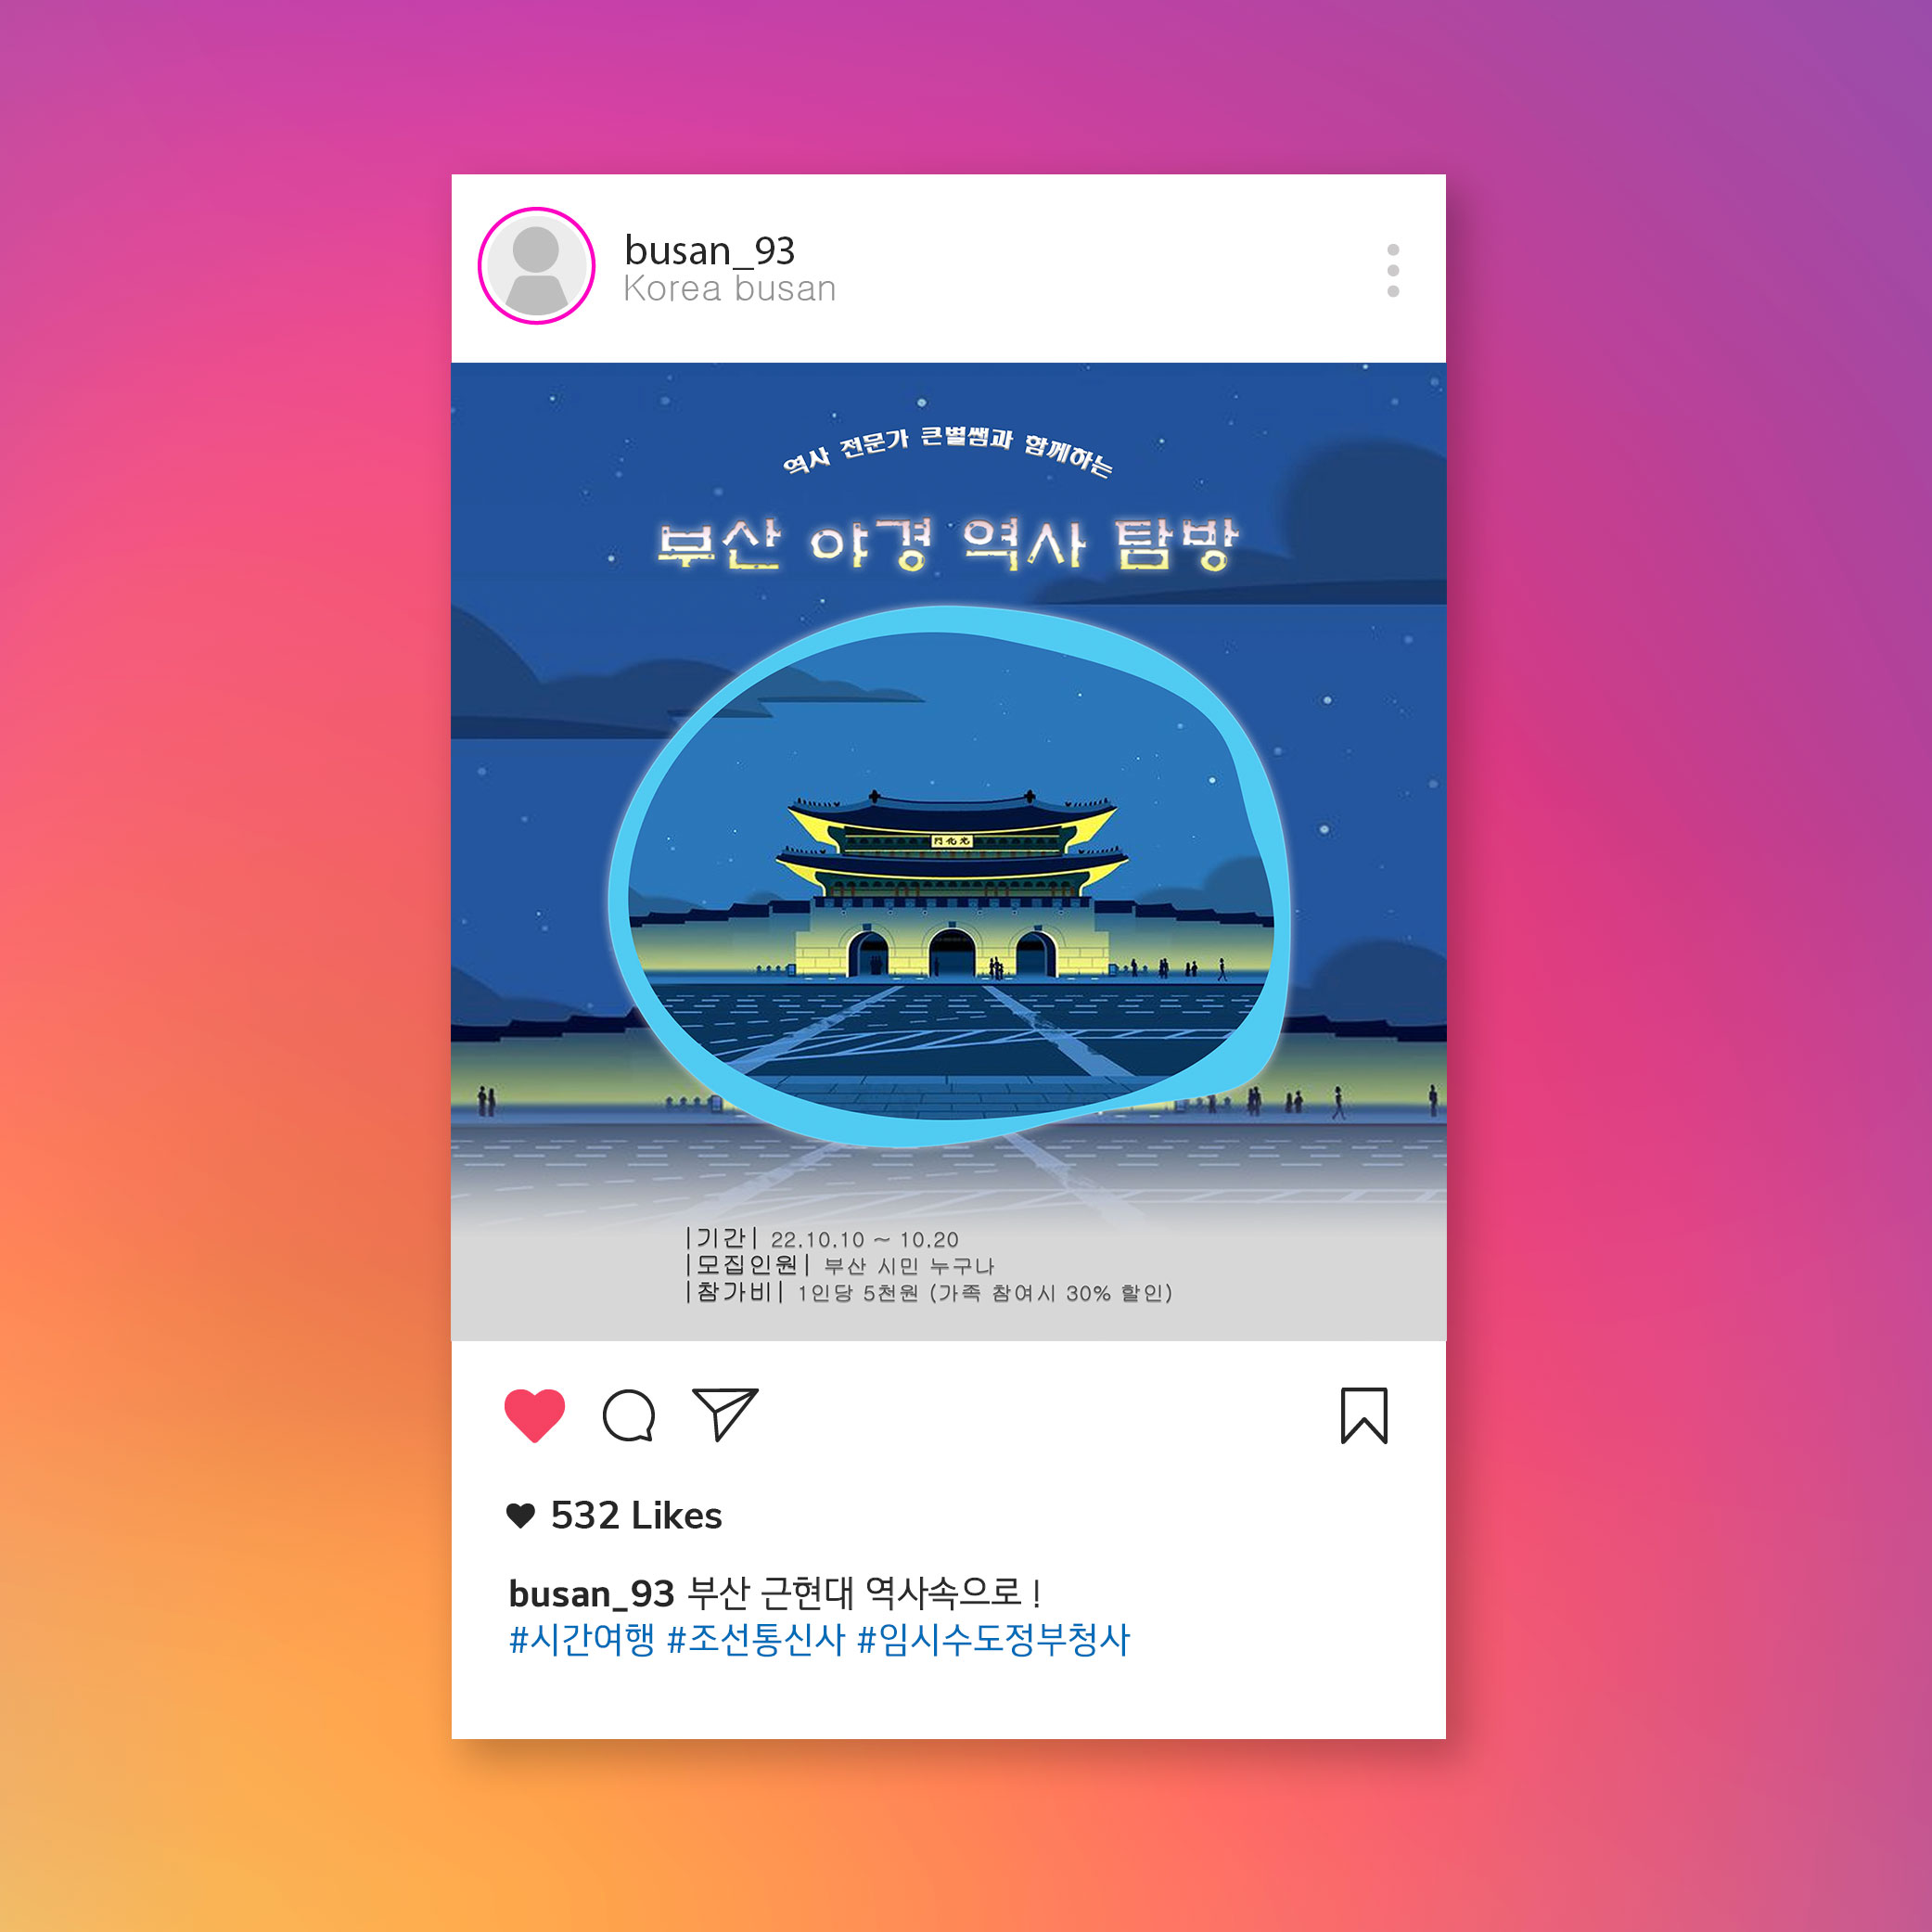 busan_93
Korea busan
역사 전문가 큰별쌤과 함께하는
부산 야경 역사 탐방
門化光
|기간| 22.10.10 ~ 10.20
|모집인원| 부산 시민 누구나
|참가비| 1인당 5천원 (가족 참여시 30% 할인)
532 Likes
busan_93 부산 근현대 역사속으로 !
#시간여행 #조선통신사 #임시수도정부청사